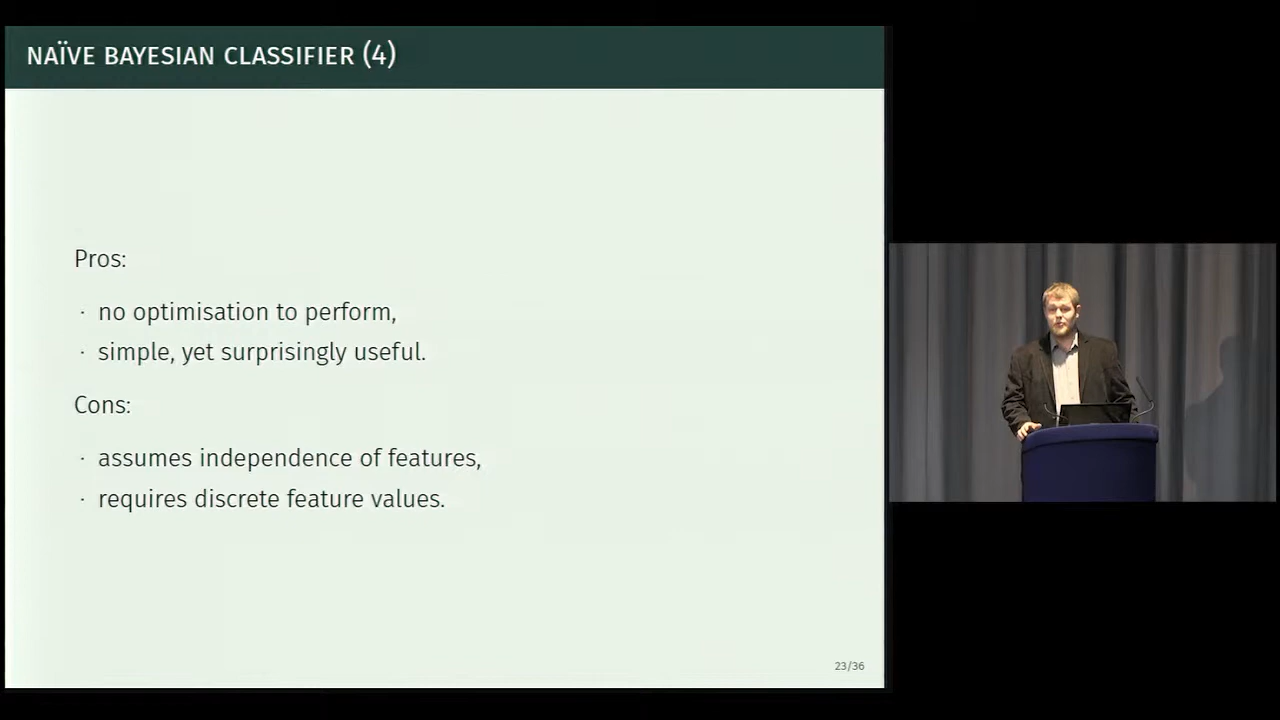 NAÏVE BAYESIAN CLASSIFIER (4)
Pros:
· no optimisation to perform,
· simple, yet surprisingly useful.
Cons:
· assumes independence of features,
· requires discrete feature values.
23/36